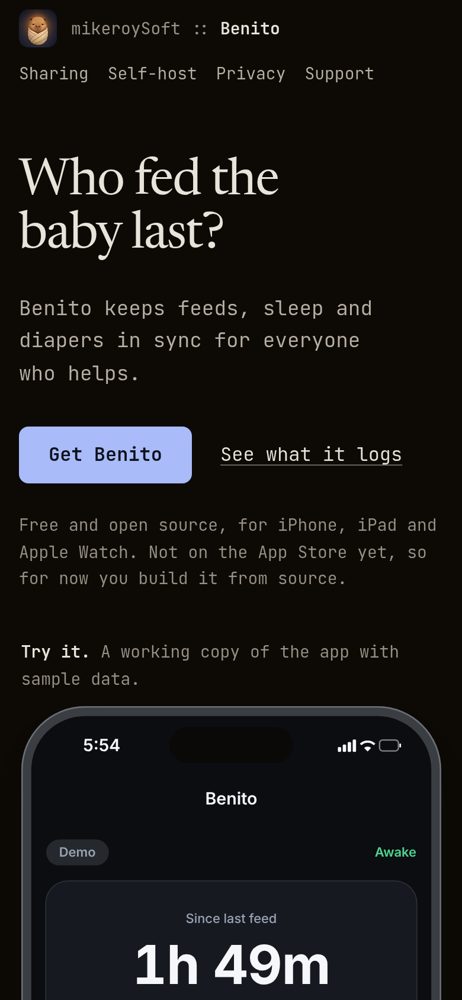 mikeroySoft :: Benito
Sharing Self-host Privacy Support
Who fed the
baby last?
Benito keeps feeds, sleep and
diapers in sync for everyone
who helps.
Get Benito See what it logs
Free and open source, for iPhone, iPad and
Apple Watch. Not on the App Store yet, so
for now you build it from source.
Try it. A working copy of the app with
sample data.
5:54
Benito
Demo Awake
Since last feed
1h 49m